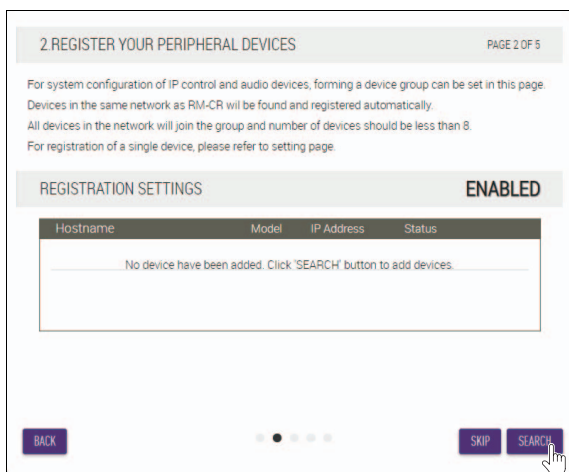 2.REGISTER YOUR PERIPHERAL DEVICES PAGE 2 OF 5
For system configuration of IP control and audio devices, forming a device group can be set in this page.
Devices in the same network as RM-CR wil be found and registered automatically.
All devices in the network will join the group and number of devices should be less than 8.
For registration of a single device, please refer to setting page.
REGISTRATION SETTINGS ENABLED
Hostname Model IP Address Status
No device have been added. Click 'SEARCH' button to add devices.
BACK SKIP SEARCH